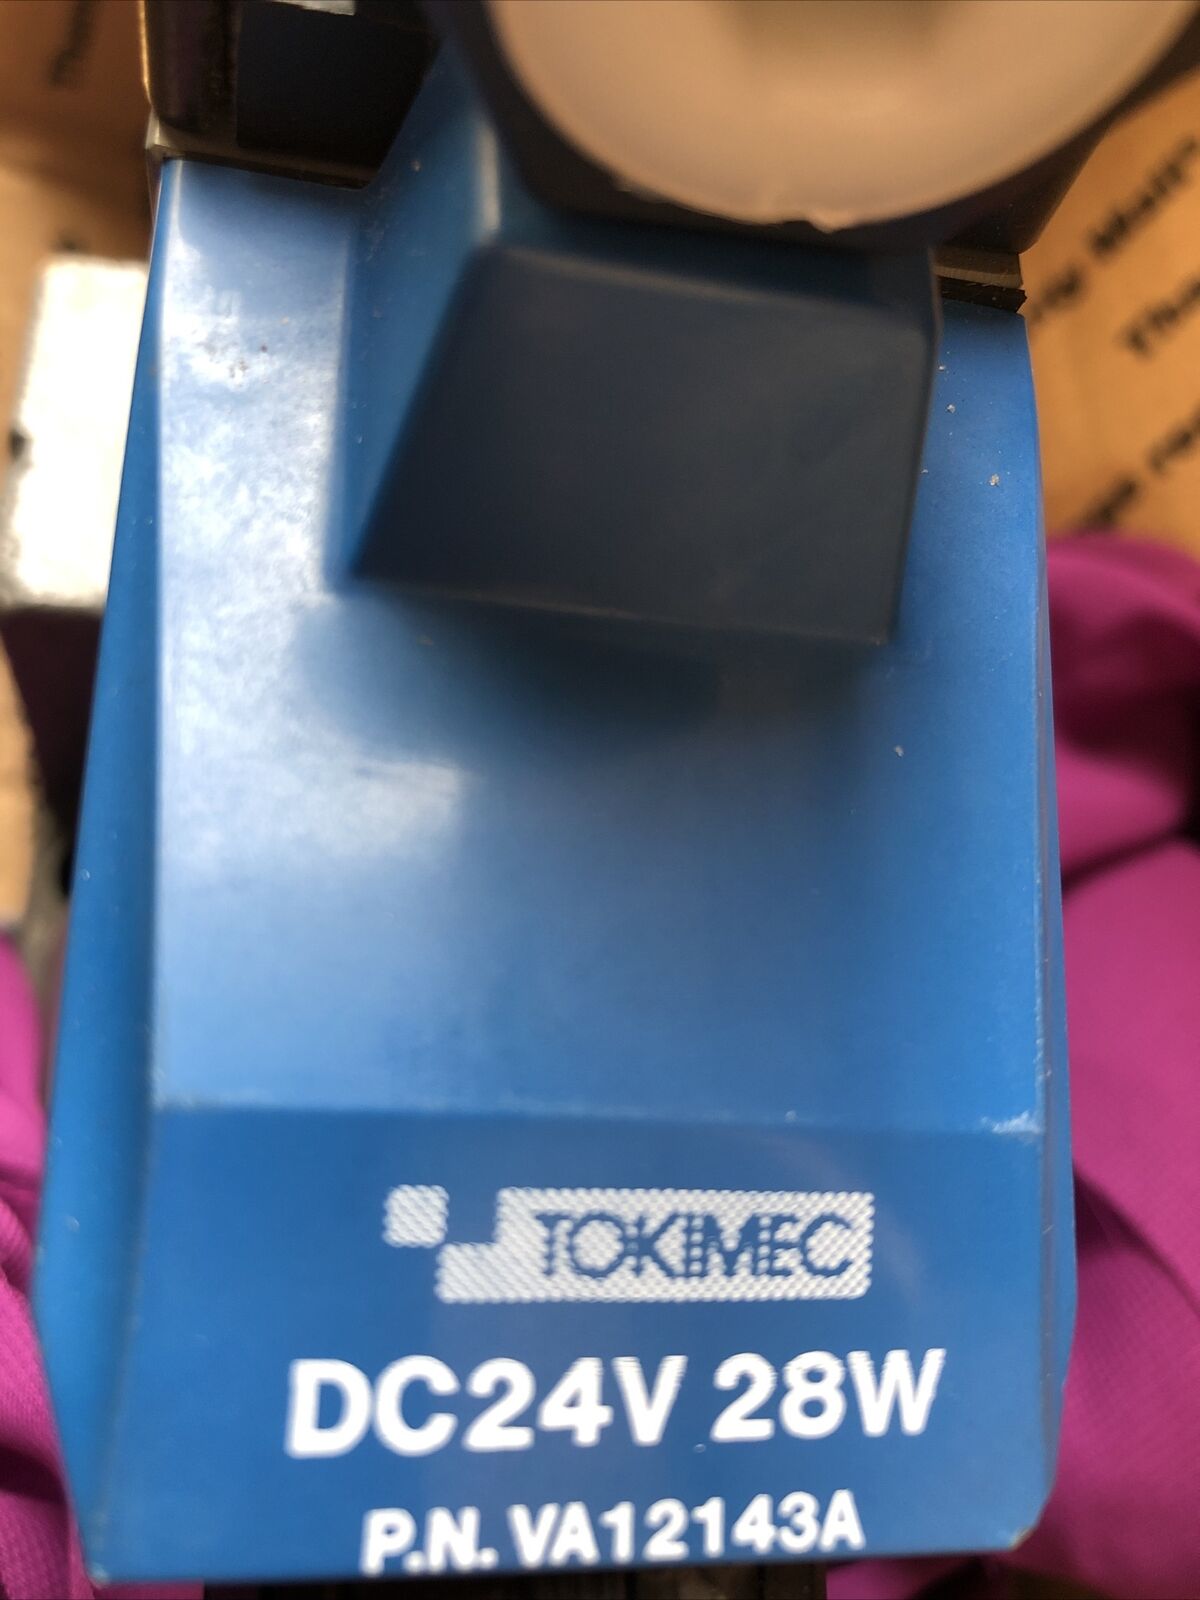 TOKIMEC
DC24V 28W
P.N. VA12143A